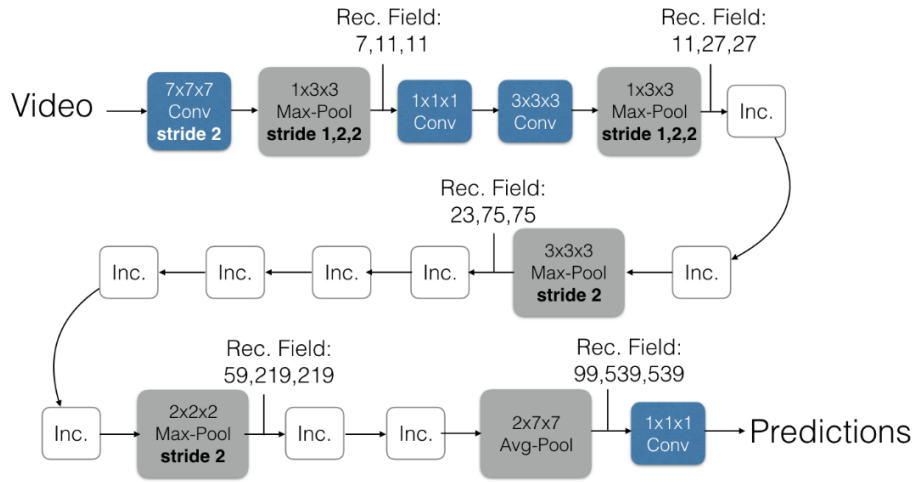 Rec. Field:
7,11,11
Rec. Field:
11,27,27
Video
7x7x7
Conv
stride 2
1x3x3
Max-Pool
stride 1,2,2
1x1x1
Conv
3x3x3
Conv
1x3x3
Max-Pool
stride 1,2,2
Inc.
Rec. Field:
23,75,75
Inc.
Inc.
Inc.
Inc.
3x3x3
Max-Pool
stride 2
Inc.
Rec. Field:
59,219,219
Rec. Field:
99,539,539
Inc.
2x2x2
Max-Pool
stride 2
Inc.
Inc.
2x7x7
Avg-Pool
1x1x1
Conv
Predictions